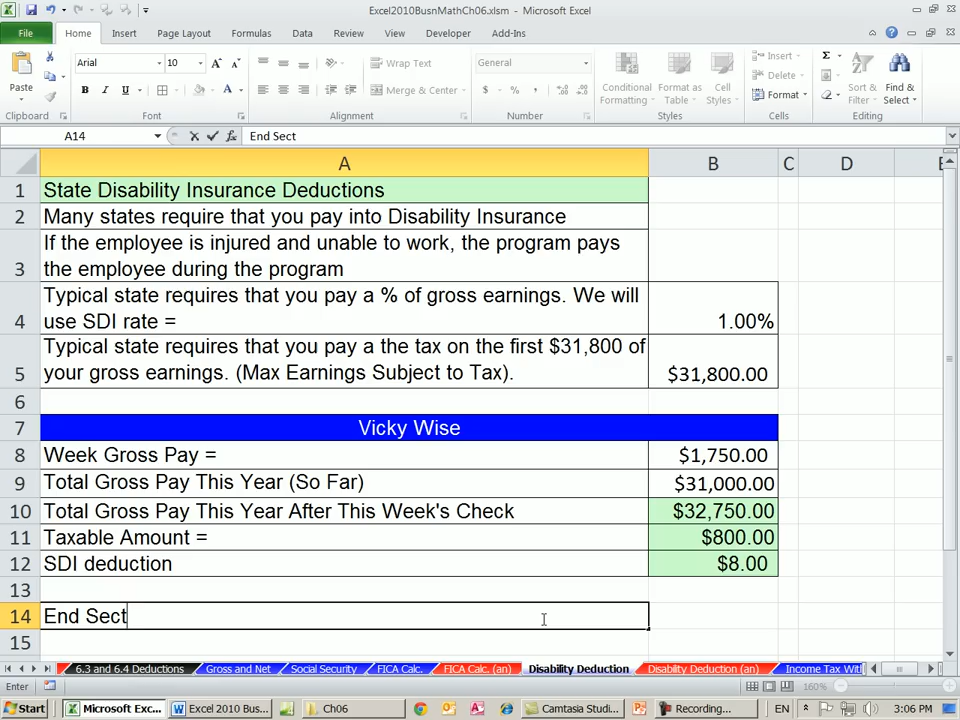 Excel2010BusnMathCh06.xlsm - Microsoft Excel
File Home Insert Page Layout Formulas Data Review View Developer Add-Ins
Paste
Clipboard
Arial 10
B I U
Font
Wrap Text
Merge & Center
Alignment
General
$ % ,
Number
Conditional Formatting
Format as Table
Cell Styles
Styles
Insert
Delete
Format
Cells
Σ
Sort & Filter
Find & Select
Editing
A14 fx End Sect
A B C D E
1 State Disability Insurance Deductions
2 Many states require that you pay into Disability Insurance
If the employee is injured and unable to work, the program pays
3 the employee during the program
Typical state requires that you pay a % of gross earnings. We will
4 use SDI rate = 1.00%
Typical state requires that you pay a the tax on the first $31,800 of
5 your gross earnings. (Max Earnings Subject to Tax). $31,800.00
6
7 Vicky Wise
8 Week Gross Pay = $1,750.00
9 Total Gross Pay This Year (So Far) $31,000.00
10 Total Gross Pay This Year After This Week's Check $32,750.00
11 Taxable Amount = $800.00
12 SDI deduction $8.00
13
14 End Sect
15
6.3 and 6.4 Deductions Gross and Net Social Security FICA Calc. FICA Calc. (an) Disability Deduction Disability Deduction (an) Income Tax With
Enter 160%
Start Microsoft Exc... Excel 2010 Bus... Ch06 Camtasia Studi... Recording... EN 3:06 PM